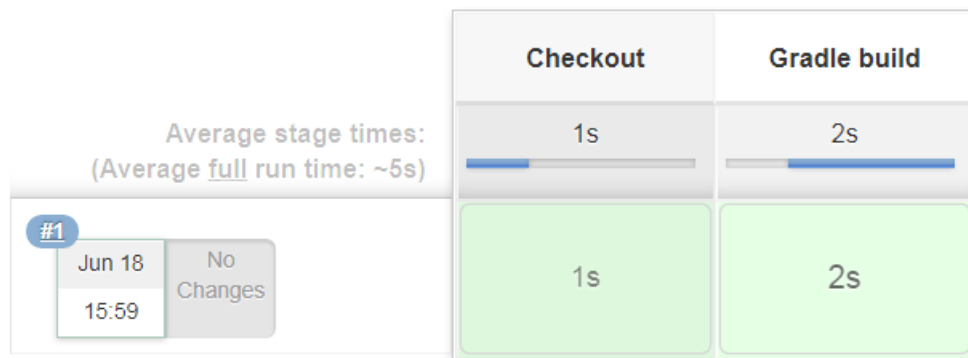 Checkout Gradle build
Average stage times: 1s 2s
(Average full run time: ~5s)
#1
Jun 18 No
Changes
15:59
1s 2s